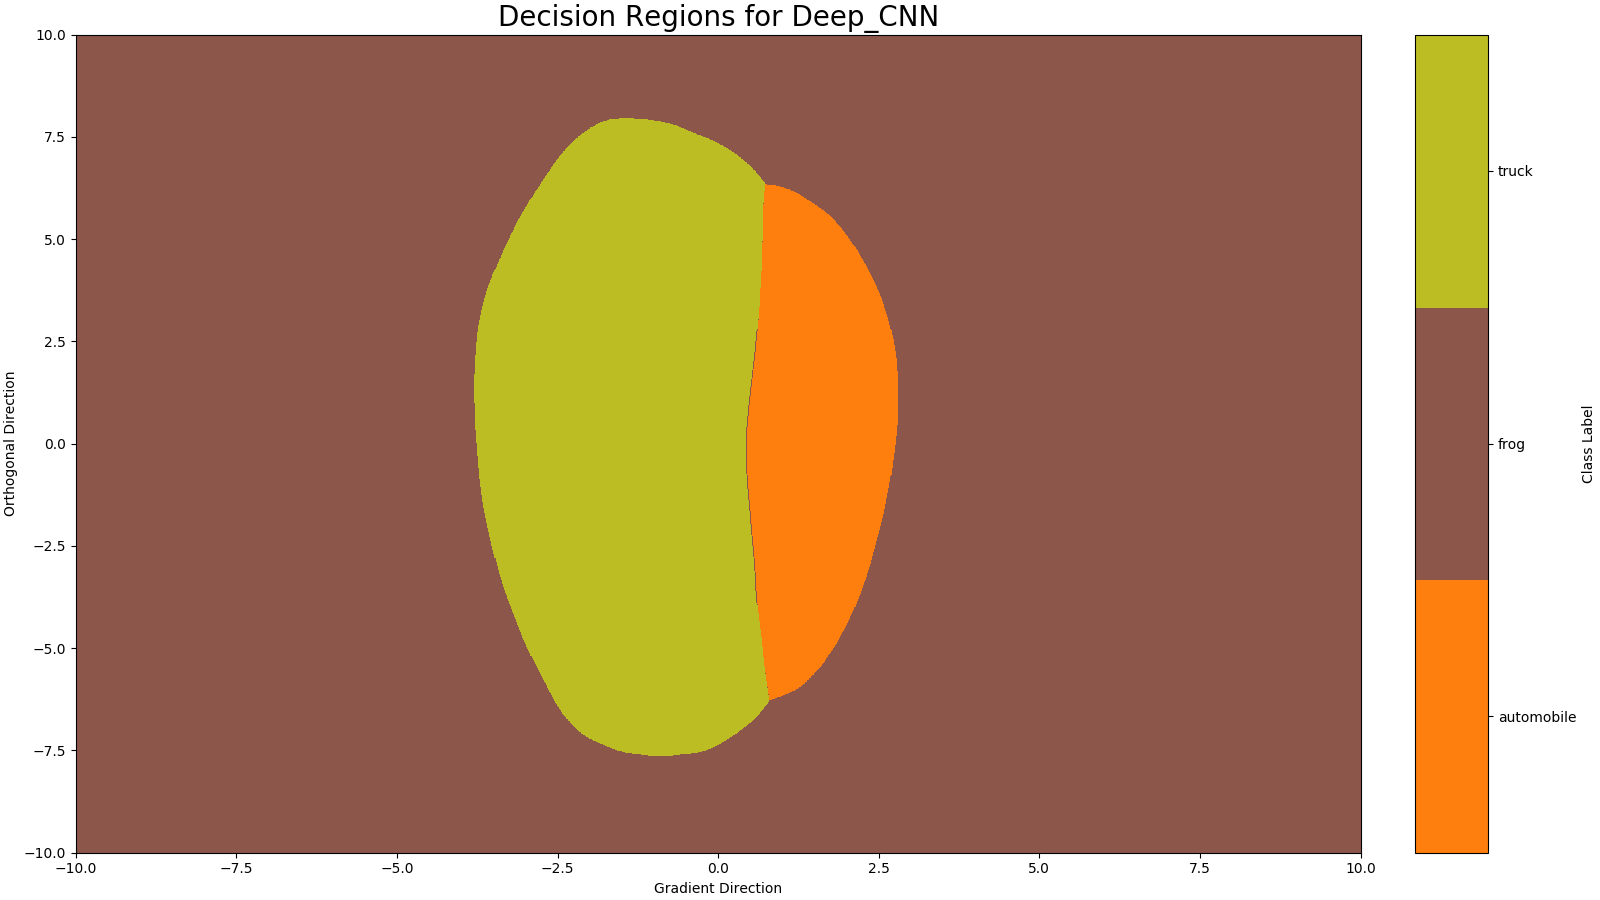 Decision Regions for Deep_CNN
10.0
7.5
5.0
2.5
0.0
−2.5
−5.0
−7.5
−10.0
Orthogonal Direction
−10.0
−7.5
−5.0
−2.5
0.0
2.5
5.0
7.5
10.0
Gradient Direction
truck
frog
automobile
Class Label